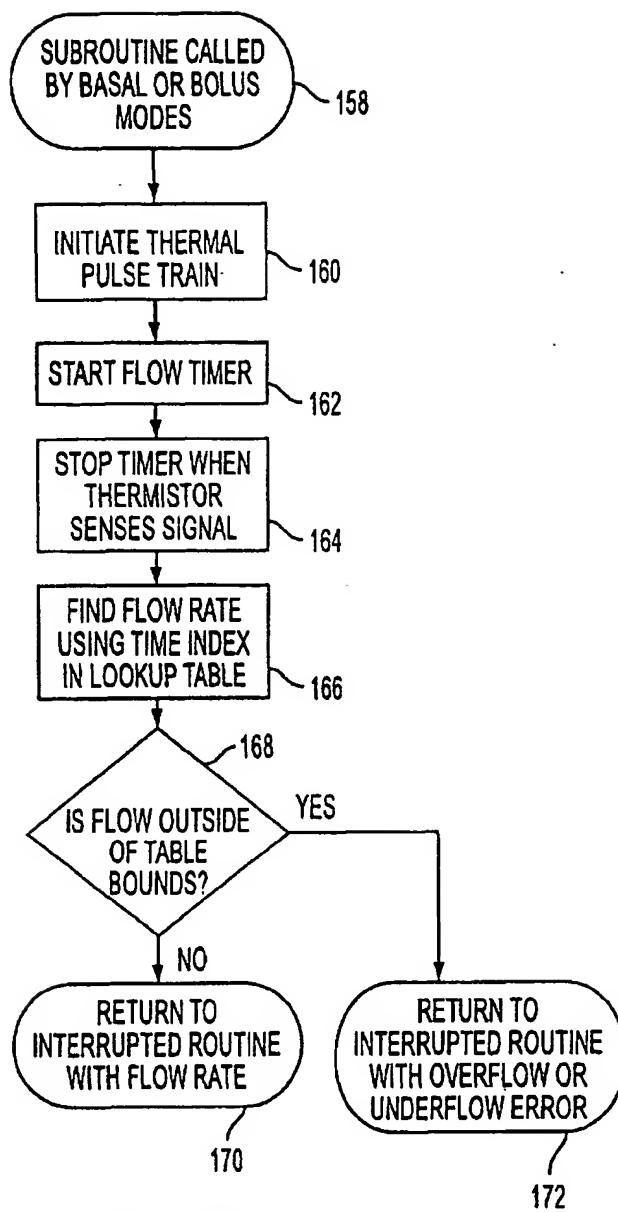 SUBROUTINE CALLED
BY BASAL OR BOLUS
MODES
158
INITIATE THERMAL
PULSE TRAIN
160
START FLOW TIMER
162
STOP TIMER WHEN
THERMISTOR
SENSES SIGNAL
164
FIND FLOW RATE
USING TIME INDEX
IN LOOKUP TABLE
166
168
IS FLOW OUTSIDE
OF TABLE
BOUNDS?
YES
NO
RETURN TO
INTERRUPTED ROUTINE
WITH FLOW RATE
170
RETURN TO
INTERRUPTED ROUTINE
WITH OVERFLOW OR
UNDERFLOW ERROR
172